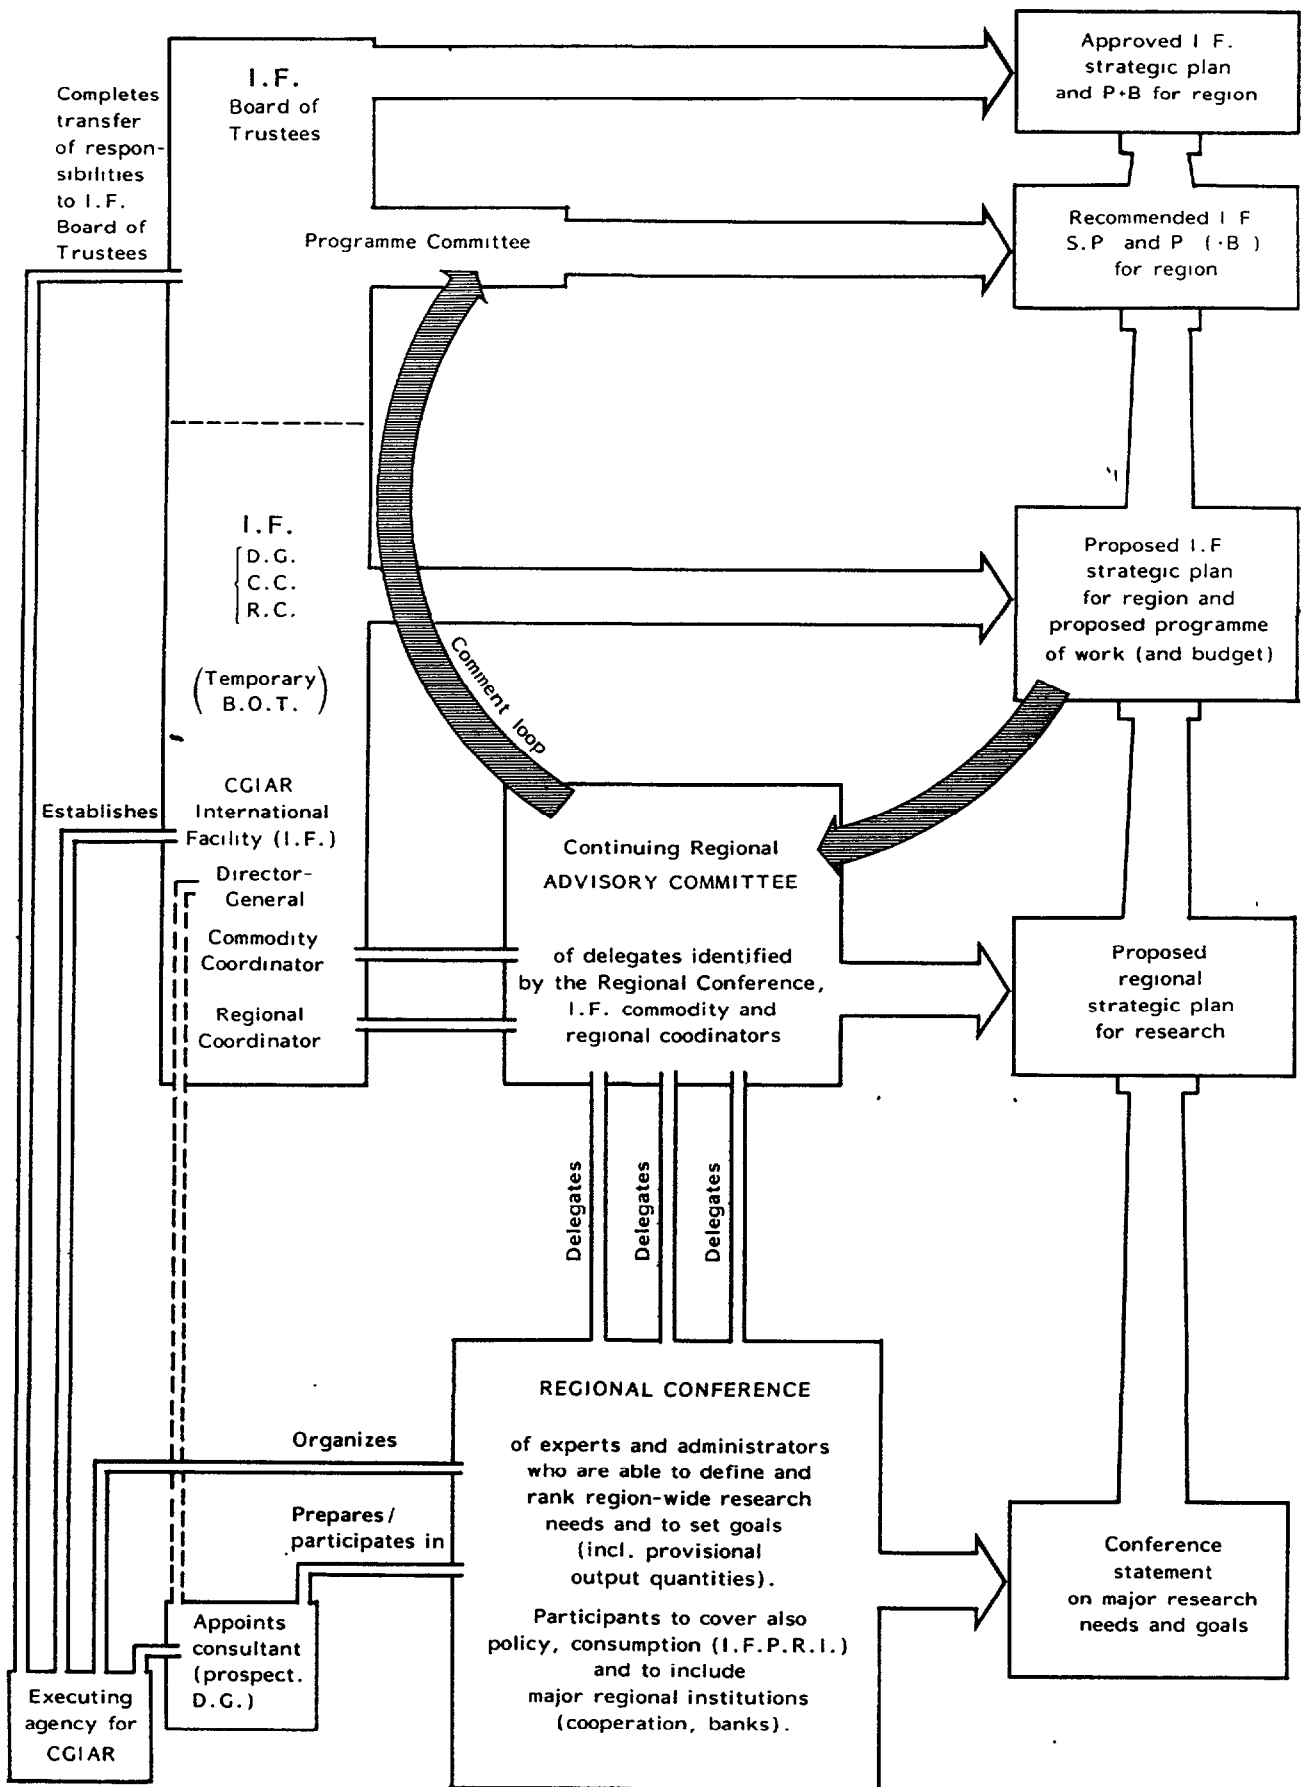 Completes
transfer
of respon-
sibilities
to I.F.
Board of
Trustees
I.F.
Board of
Trustees
Approved I F.
strategic plan
and P+B for region
Programme Committee
Recommended I F
S.P and P (·B)
for region
I.F.
D.G.
C.C.
R.C.
(Temporary
B.O.T.)
Proposed I.F
strategic plan
for region and
proposed programme
of work (and budget)
Comment loop
Establishes
CGIAR
International
Facility (I.F.)
Director-
General
Commodity
Coordinator
Regional
Coordinator
Continuing Regional
ADVISORY COMMITTEE
of delegates identified
by the Regional Conference,
I.F. commodity and
regional coodinators
Proposed
regional
strategic plan
for research
Delegates
Delegates
Delegates
Organizes
Prepares/
participates in
REGIONAL CONFERENCE
of experts and administrators
who are able to define and
rank region-wide research
needs and to set goals
(incl. provisional
output quantities).
Participants to cover also
policy, consumption (I.F.P.R.I.)
and to include
major regional institutions
(cooperation, banks).
Conference
statement
on major research
needs and goals
Appoints
consultant
(prospect.
D.G.)
Executing
agency for
CGIAR